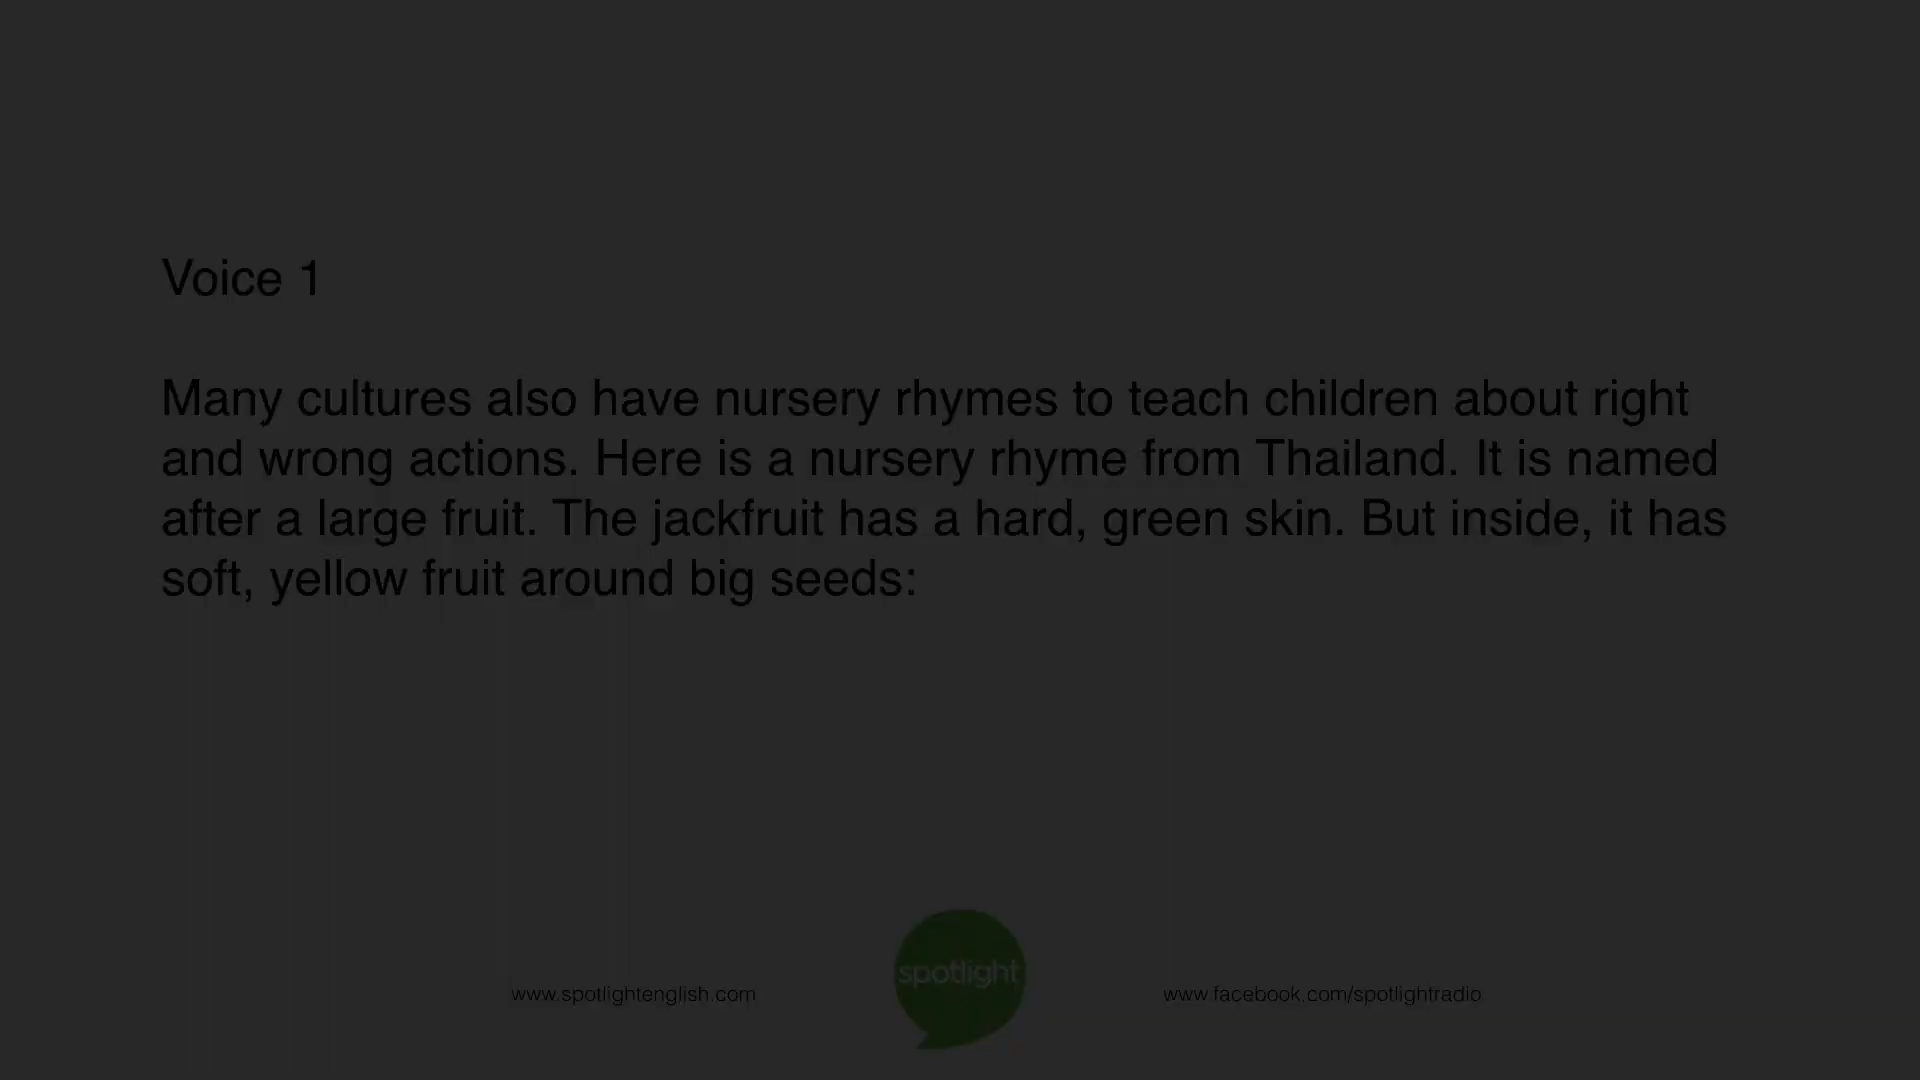 Voice 1
Many cultures also have nursery rhymes to teach children about right
and wrong actions. Here is a nursery rhyme from Thailand. It is named
after a large fruit. The jackfruit has a hard, green skin. But inside, it has
soft, yellow fruit around big seeds:
spotlight
www.spotlightenglish.com
www.facebook.com/spotlightradio